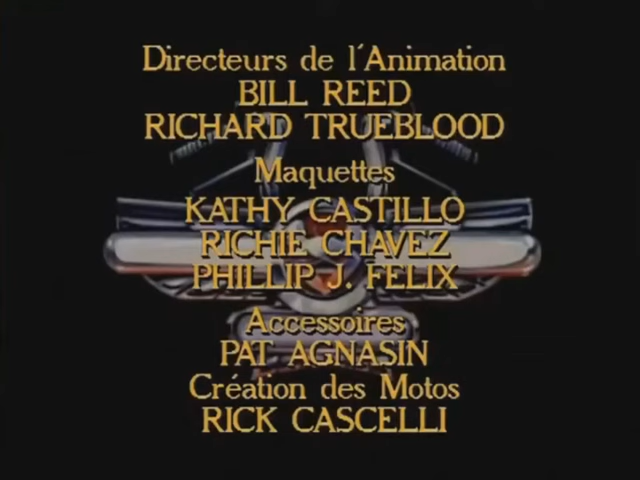 Directeurs de l'Animation
BILL REED
RICHARD TRUEBLOOD
Maquettes
KATHY CASTILLO
RICHIE CHAVEZ
PHILLIP J. FELIX
Accessoires
PAT AGNASIN
Création des Motos
RICK CASCELLI